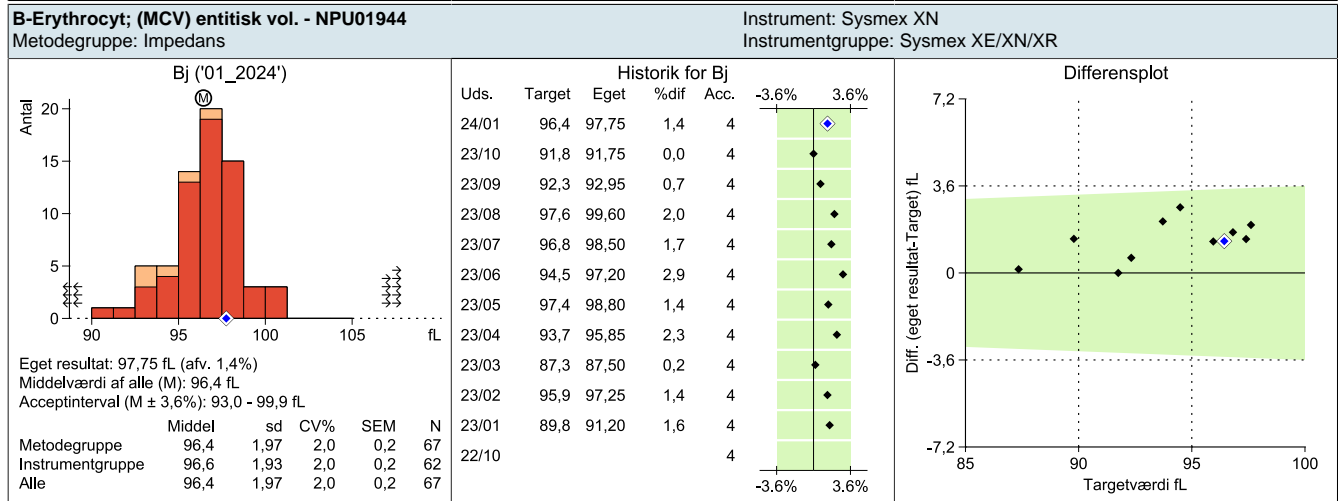 B-Erythrocyt; (MCV) entitisk vol. - NPU01944
Metodegruppe: Impedans
Instrument: Sysmex XN
Instrumentgruppe: Sysmex XE/XN/XR
Bj ('01_2024')
M
Antal
20
15
10
5
0
90 95 100 105 fL
Eget resultat: 97,75 fL (afv. 1,4%)
Middelværdi af alle (M): 96,4 fL
Acceptinterval (M ± 3,6%): 93,0 - 99,9 fL
Middel sd CV% SEM N
Metodegruppe 96,4 1,97 2,0 0,2 67
Instrumentgruppe 96,6 1,93 2,0 0,2 62
Alle 96,4 1,97 2,0 0,2 67
Historik for Bj
Uds. Target Eget %dif Acc. -3.6% 3.6%
24/01 96,4 97,75 1,4 4
23/10 91,8 91,75 0,0 4
23/09 92,3 92,95 0,7 4
23/08 97,6 99,60 2,0 4
23/07 96,8 98,50 1,7 4
23/06 94,5 97,20 2,9 4
23/05 97,4 98,80 1,4 4
23/04 93,7 95,85 2,3 4
23/03 87,3 87,50 0,2 4
23/02 95,9 97,25 1,4 4
23/01 89,8 91,20 1,6 4
22/10 4
-3.6% 3.6%
Differensplot
Diff. (eget resultat-Target) fL
7,2
3,6
0
-3,6
-7,2
85 90 95 100
Targetværdi fL